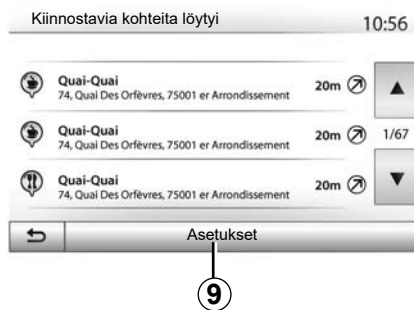 Kiinnostavia kohteita löytyi 10:56
Quai-Quai
74, Quai Des Orfèvres, 75001 er Arrondissement
20m
Quai-Quai
74, Quai Des Orfèvres, 75001 er Arrondissement
20m
1/67
Quai-Quai
74, Quai Des Orfèvres, 75001 er Arrondissement
20m
Asetukset
9